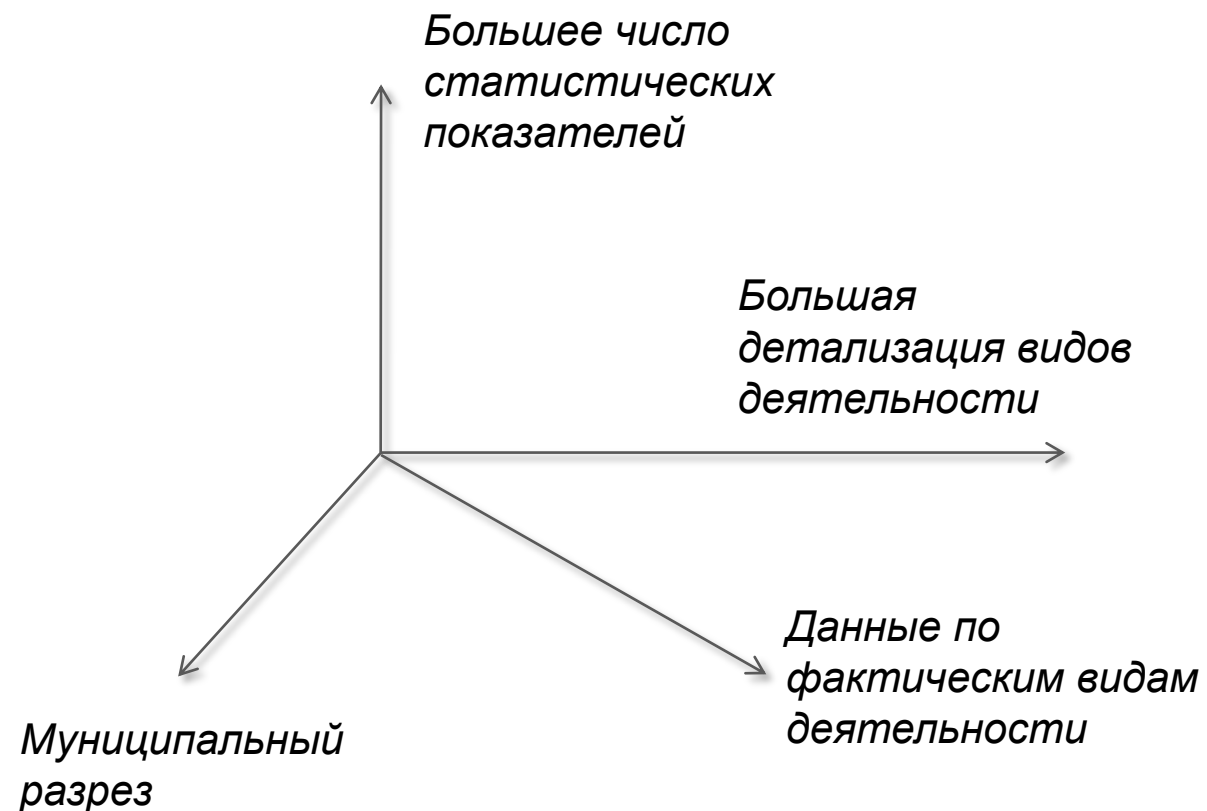 Большее число
статистических
показателей
Большая
детализация видов
деятельности
Данные по
фактическим видам
деятельности
Муниципальный
разрез